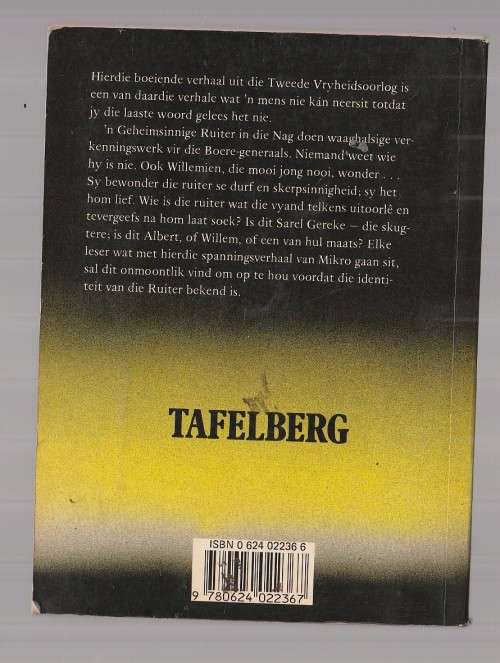 Hierdie boeiende verhaal uit die Tweede Vryheidsoorlog is
een van daardie verhale wat 'n mens nie kán neersit totdat
jy die laaste woord gelees het nie.
'n Geheimsinnige Ruiter in die Nag doen waaghalsige ver-
kenningswerk vir die Boere-generaals. Niemand weet wie
hy is nie. Ook Willemien, die mooi jong nooi, wonder . . .
Sy bewonder die ruiter se durf en skerpsinnigheid; sy het
hom lief. Wie is die ruiter wat die vyand telkens uitoorlê en
tevergeefs na hom laat soek? Is dit Sarel Gereke – die skug-
tere; is dit Albert, of Willem, of een van hul maats? Elke
leser wat met hierdie spanningsverhaal van Mikro gaan sit,
sal dit onmoontlik vind om op te hou voordat die identi-
teit van die Ruiter bekend is.
TAFELBERG
ISBN 0 624 02236 6
9 780624 022367